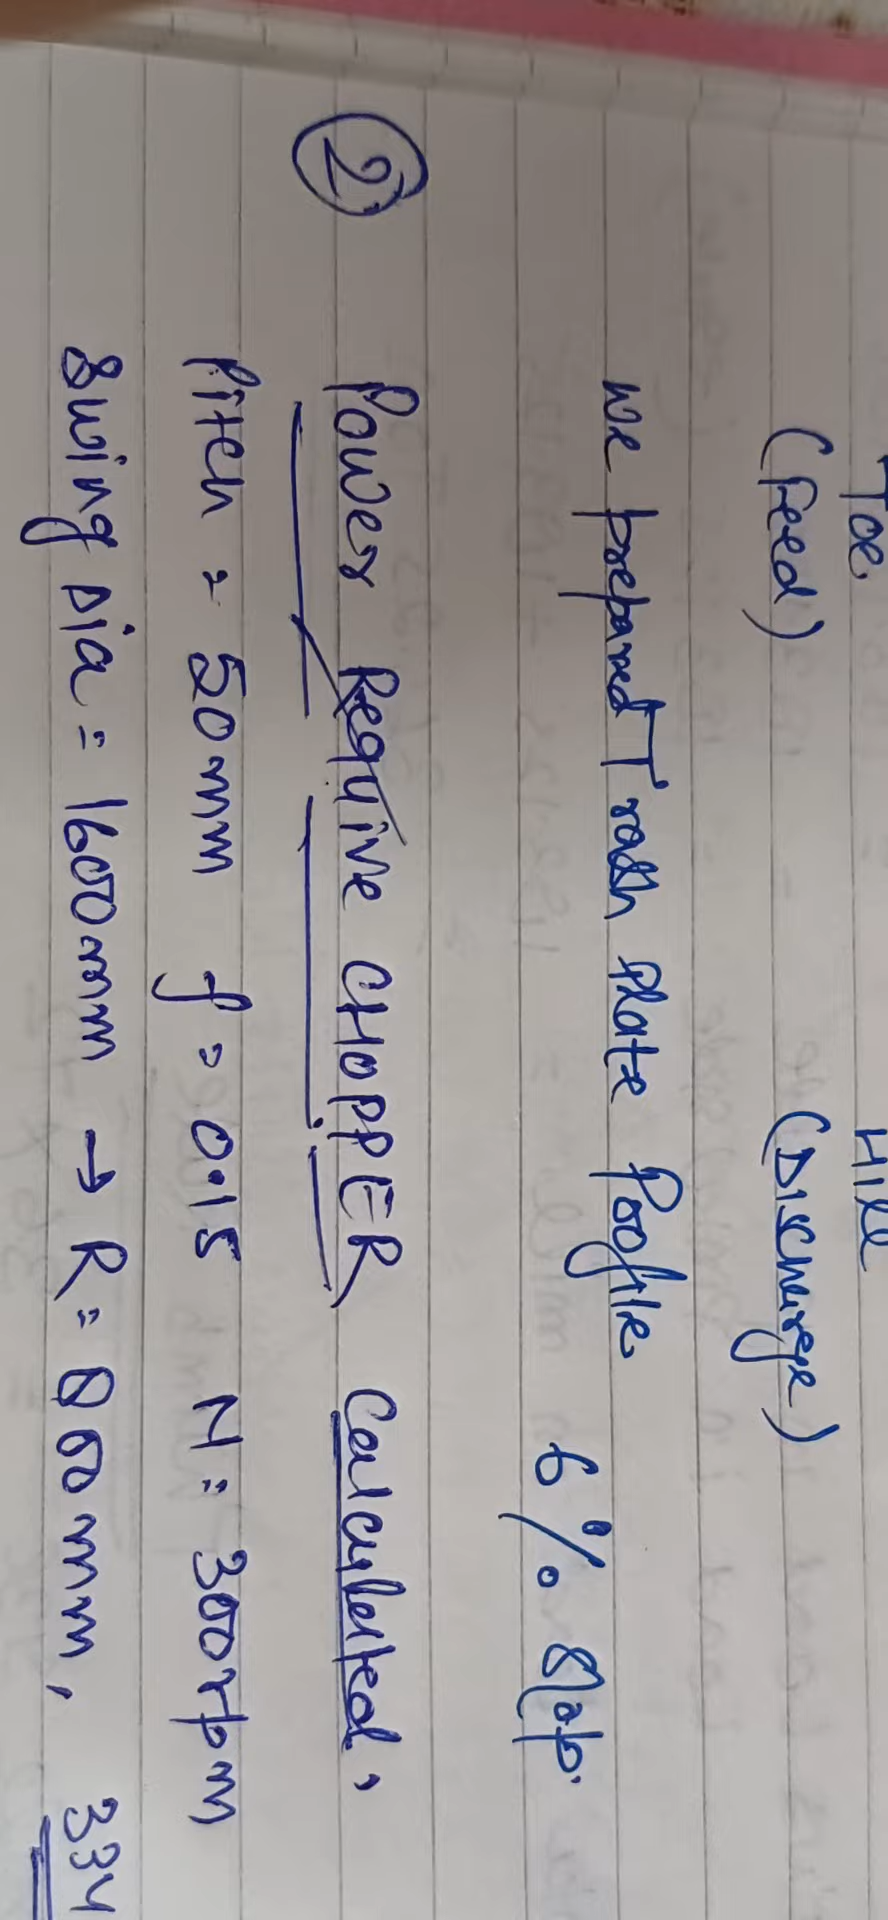 Toe Hill
(Feed) (Discharge)
We prepared Trash Plate Profile
6% Slop.
② Power Require CHOPPER Calculated,
Pitch = 50mm f = 0.15 N = 300rpm
Swing Dia = 1600mm → R = 800mm, 334